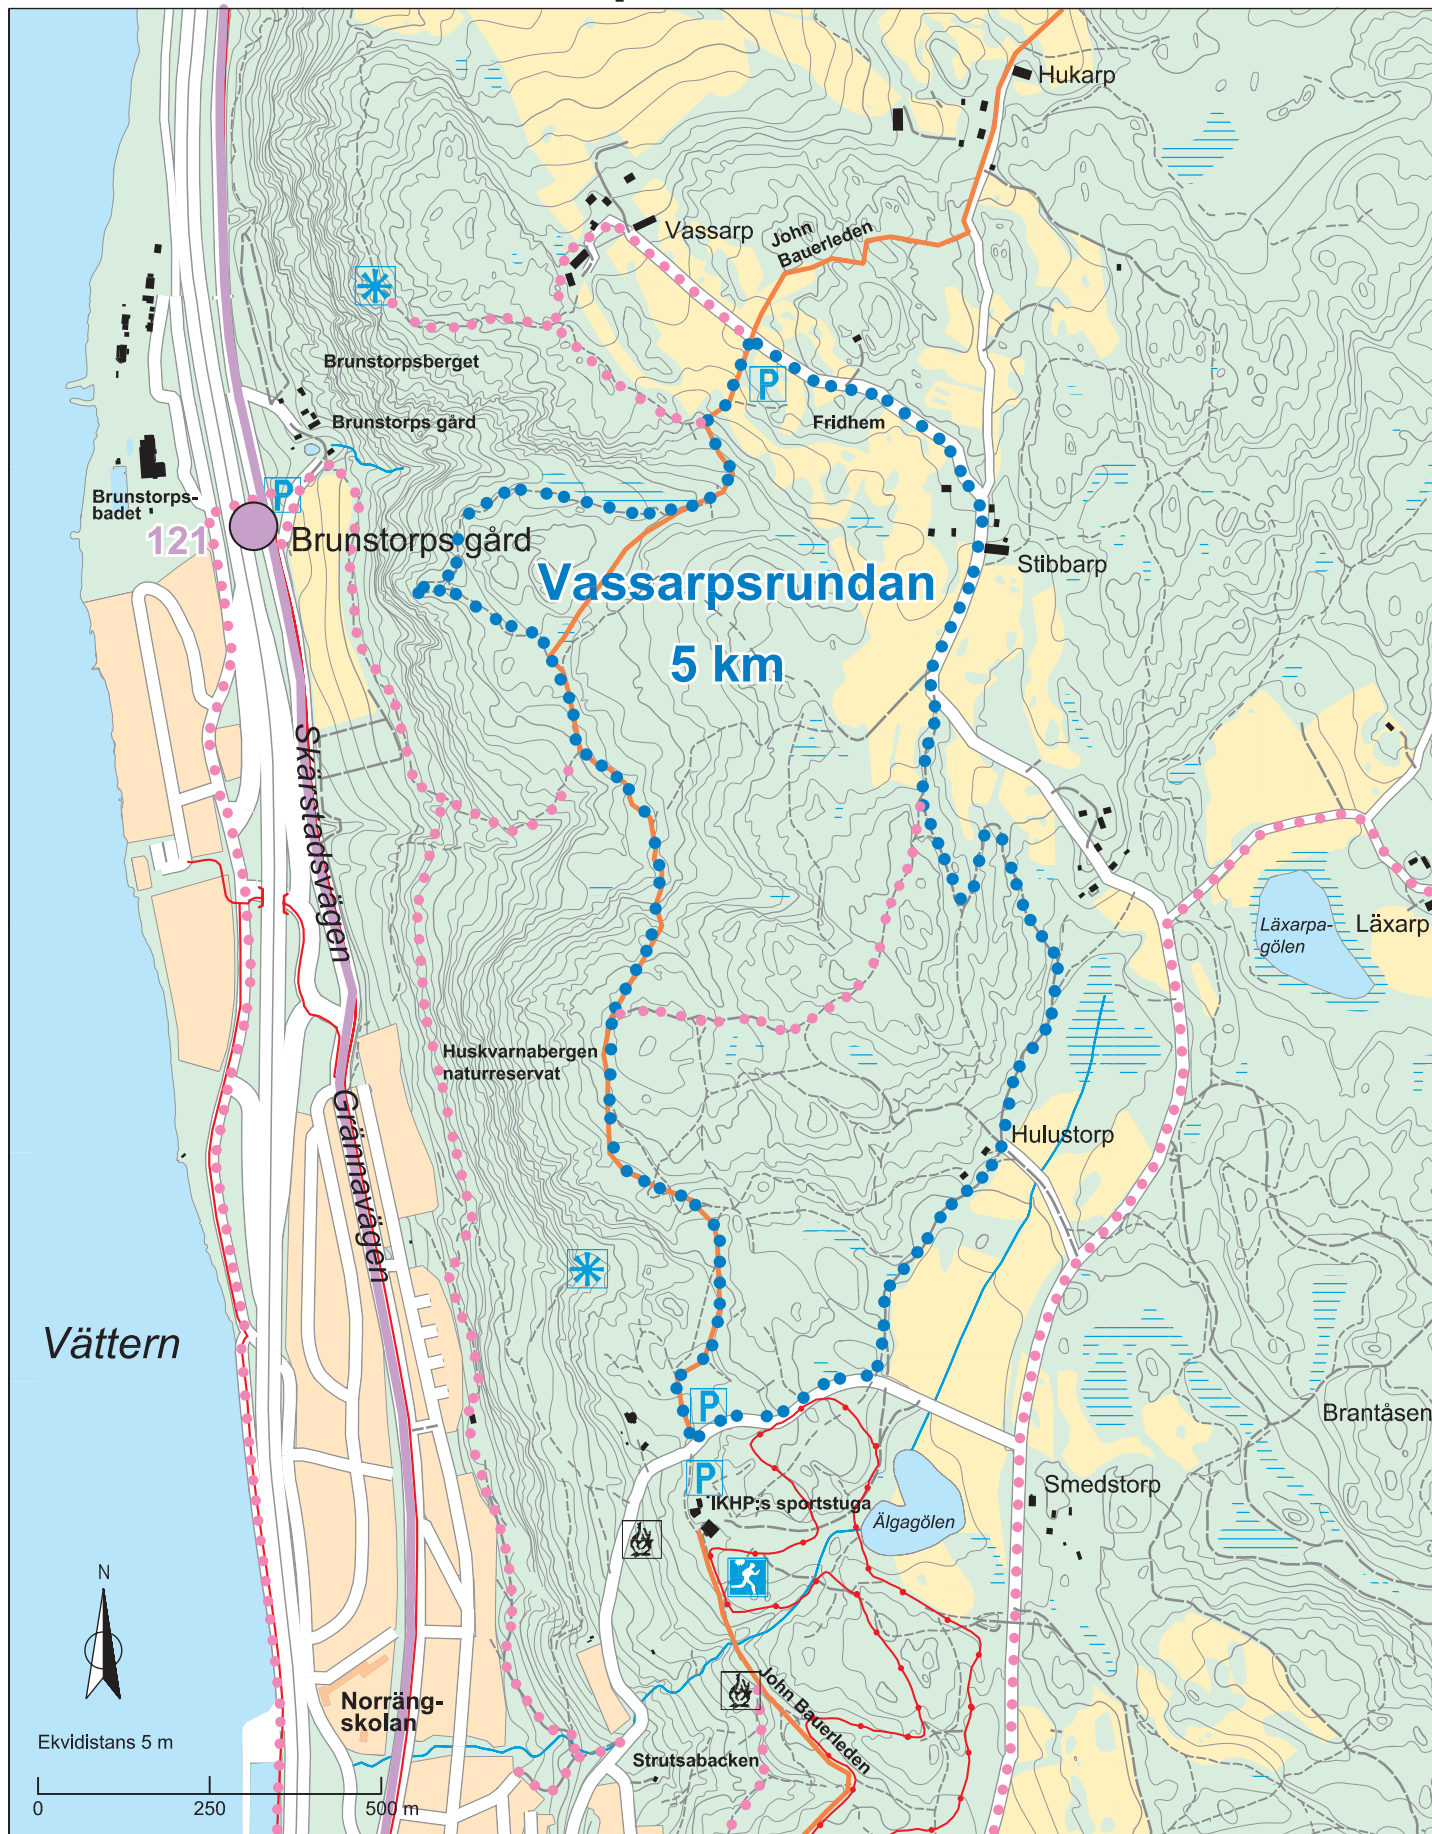 Hukarp
Vassarp
John
Bauerleden
Brunstorpsberget
P
Brunstorps gård
Fridhem
Brunstorps-
badet
P
121
Brunstorps gård
Stibbarp
Vassarpsrundan
5 km
Skärstadsvägen
Läxarpa-
gölen
Läxarp
Huskvarnabergen
naturreservat
Grännavägen
Hulustorp
Vättern
P
Brantåsen
P
IKHP:s sportstuga
Smedstorp
Älgagölen
N
John Bauerleden
Norräng-
skolan
Ekvidistans 5 m
Strutsabacken
0 250 500 m